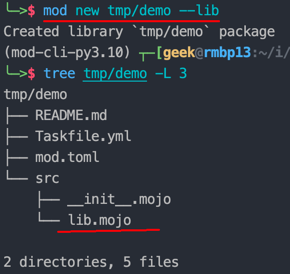 ╰─>$ mod new tmp/demo --lib
Created library `tmp/demo` package
(mod-cli-py3.10) ┬─[geek@rmbp13:~/i/
╰─>$ tree tmp/demo -L 3
tmp/demo
├── README.md
├── Taskfile.yml
├── mod.toml
└── src
    ├── __init__.mojo
    └── lib.mojo

2 directories, 5 files